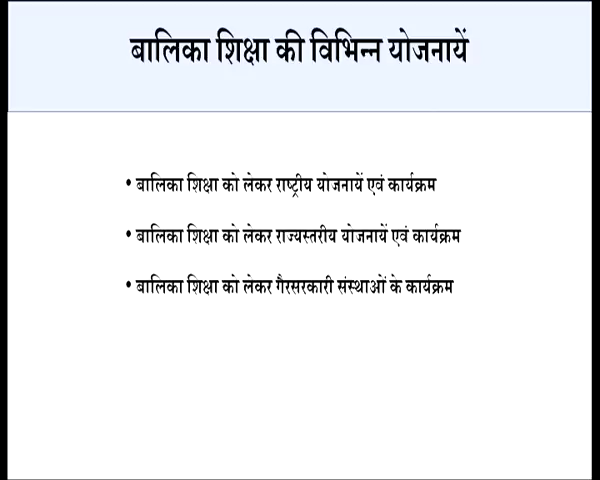 बालिका शिक्षा की विभिन्न योजनायें
• बालिका शिक्षा को लेकर राष्ट्रीय योजनायें एवं कार्यक्रम
• बालिका शिक्षा को लेकर राज्यस्तरीय योजनायें एवं कार्यक्रम
• बालिका शिक्षा को लेकर गैरसरकारी संस्थाओं के कार्यक्रम